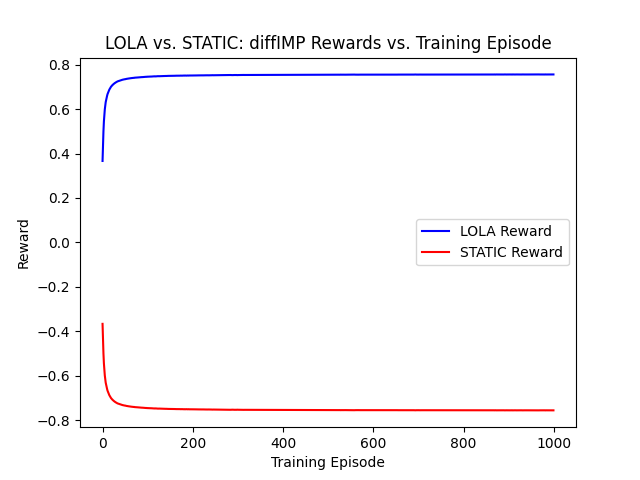 LOLA vs. STATIC: diffIMP Rewards vs. Training Episode
0.8
0.6
0.4
0.2
0.0
−0.2
−0.4
−0.6
−0.8
Reward
LOLA Reward
STATIC Reward
0 200 400 600 800 1000
Training Episode